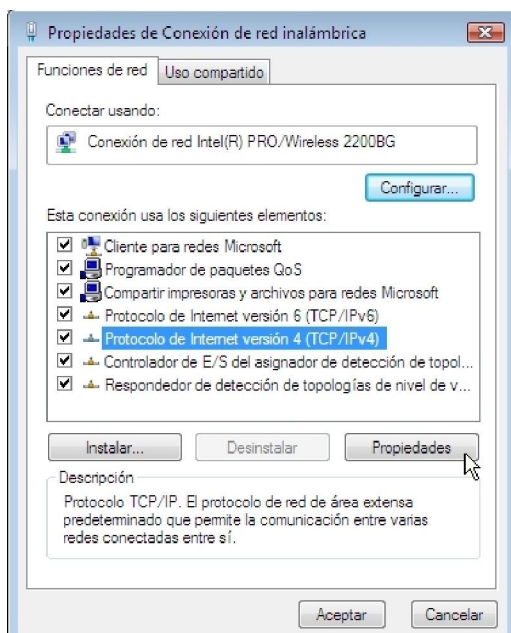 Propiedades de Conexión de red inalámbrica
Funciones de red
Uso compartido
Conectar usando:
Conexión de red Intel(R) PRO/Wireless 2200BG
Configurar...
Esta conexión usa los siguientes elementos:
Cliente para redes Microsoft
Programador de paquetes QoS
Compartir impresoras y archivos para redes Microsoft
Protocolo de Internet versión 6 (TCP/IPv6)
Protocolo de Internet versión 4 (TCP/IPv4)
Controlador de E/S del asignador de detección de topol...
Respondedor de detección de topologías de nivel de v...
Instalar...
Desinstalar
Propiedades
Descripción
Protocolo TCP/IP. El protocolo de red de área extensa
predeterminado que permite la comunicación entre varias
redes conectadas entre sí.
Aceptar
Cancelar